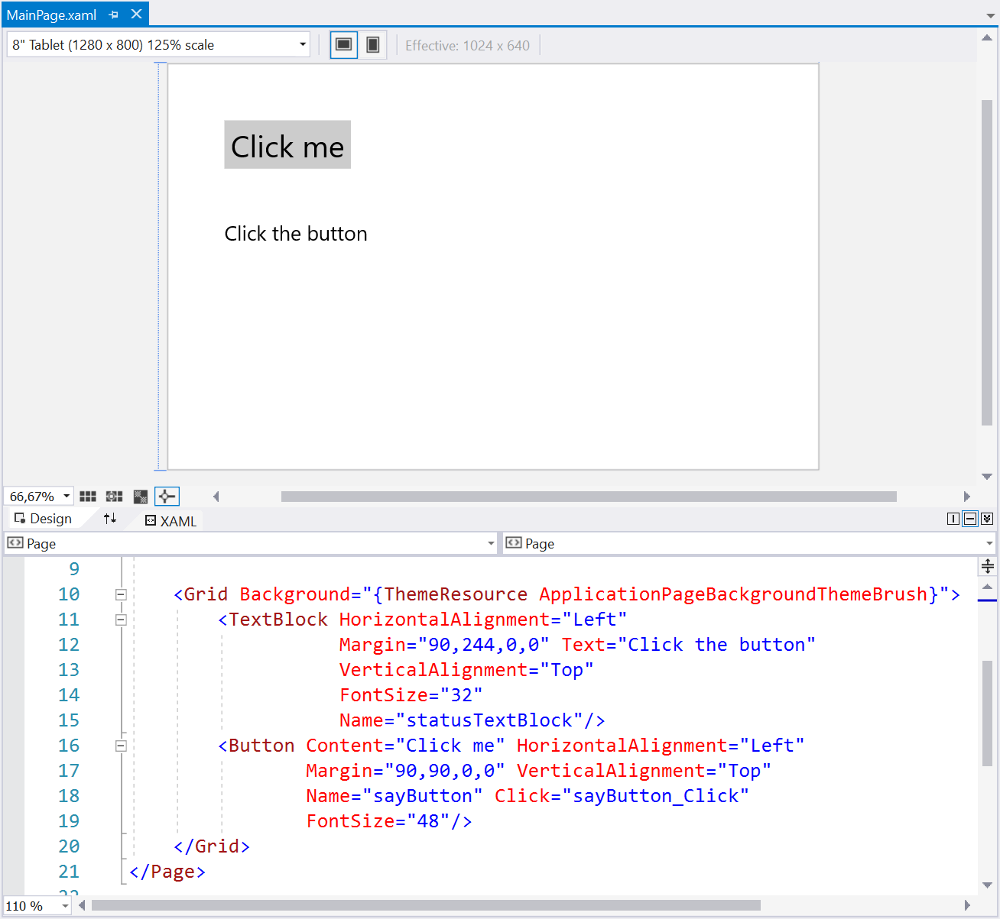 MainPage.xaml
8" Tablet (1280 x 800) 125% scale
Effective: 1024 x 640
Click me
Click the button
66,67%
Design
XAML
Page
Page
9
10 <Grid Background="{ThemeResource ApplicationPageBackgroundThemeBrush}">
11 <TextBlock HorizontalAlignment="Left"
12 Margin="90,244,0,0" Text="Click the button"
13 VerticalAlignment="Top"
14 FontSize="32"
15 Name="statusTextBlock"/>
16 <Button Content="Click me" HorizontalAlignment="Left"
17 Margin="90,90,0,0" VerticalAlignment="Top"
18 Name="sayButton" Click="sayButton_Click"
19 FontSize="48"/>
20 </Grid>
21 </Page>
22
110 %